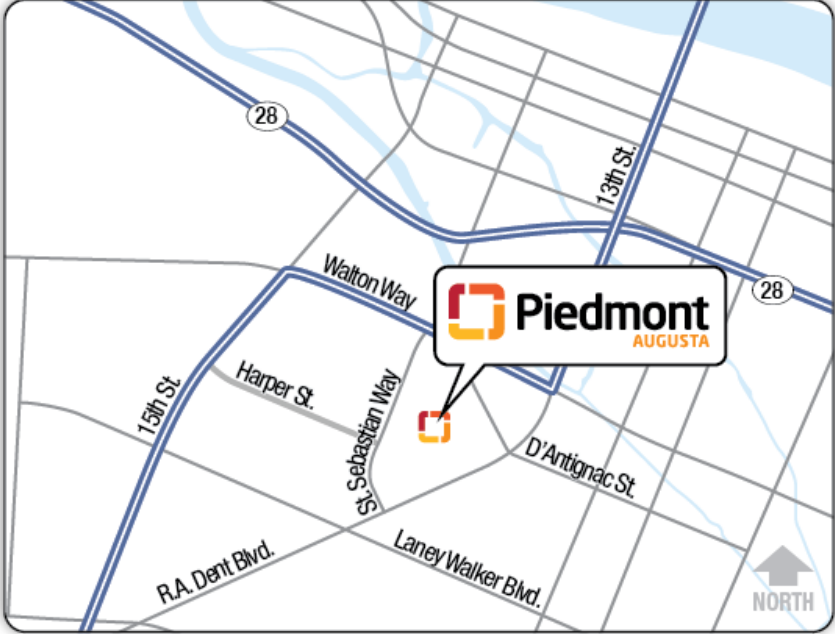 28
13th St.
Walton Way
28
Piedmont
AUGUSTA
Harper St.
15th St.
St. Sebastian Way
D'Antignac St.
Laney Walker Blvd.
R.A. Dent Blvd.
NORTH